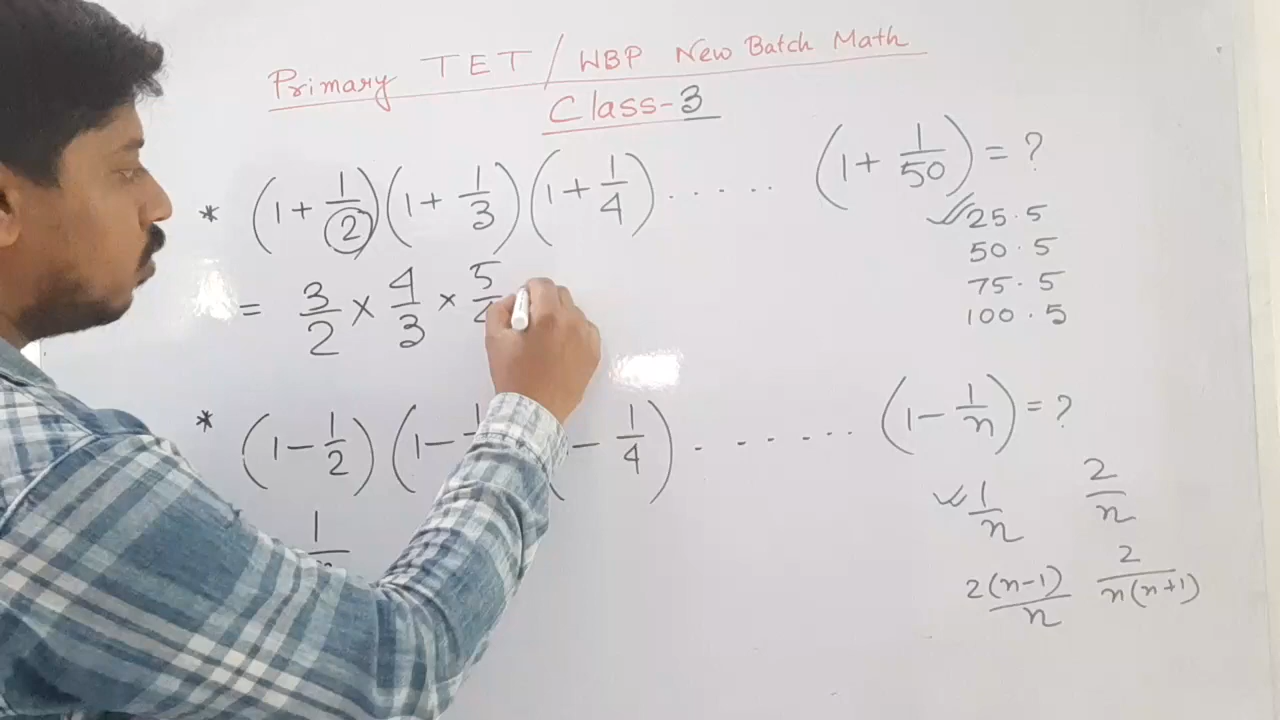 Primary TET / WBP New Batch Math
Class-3
* (1 + 1/2) (1 + 1/3) (1 + 1/4) ...... (1 + 1/50) = ?
✓ 25.5
50.5
75.5
100.5
= 3/2 × 4/3 × 5/
* (1 - 1/2) (1 - 1/ - 1/4) ....... (1 - 1/n) = ?
✓ 1/n 2/n
2(n-1)/n 2/n(n+1)
1/